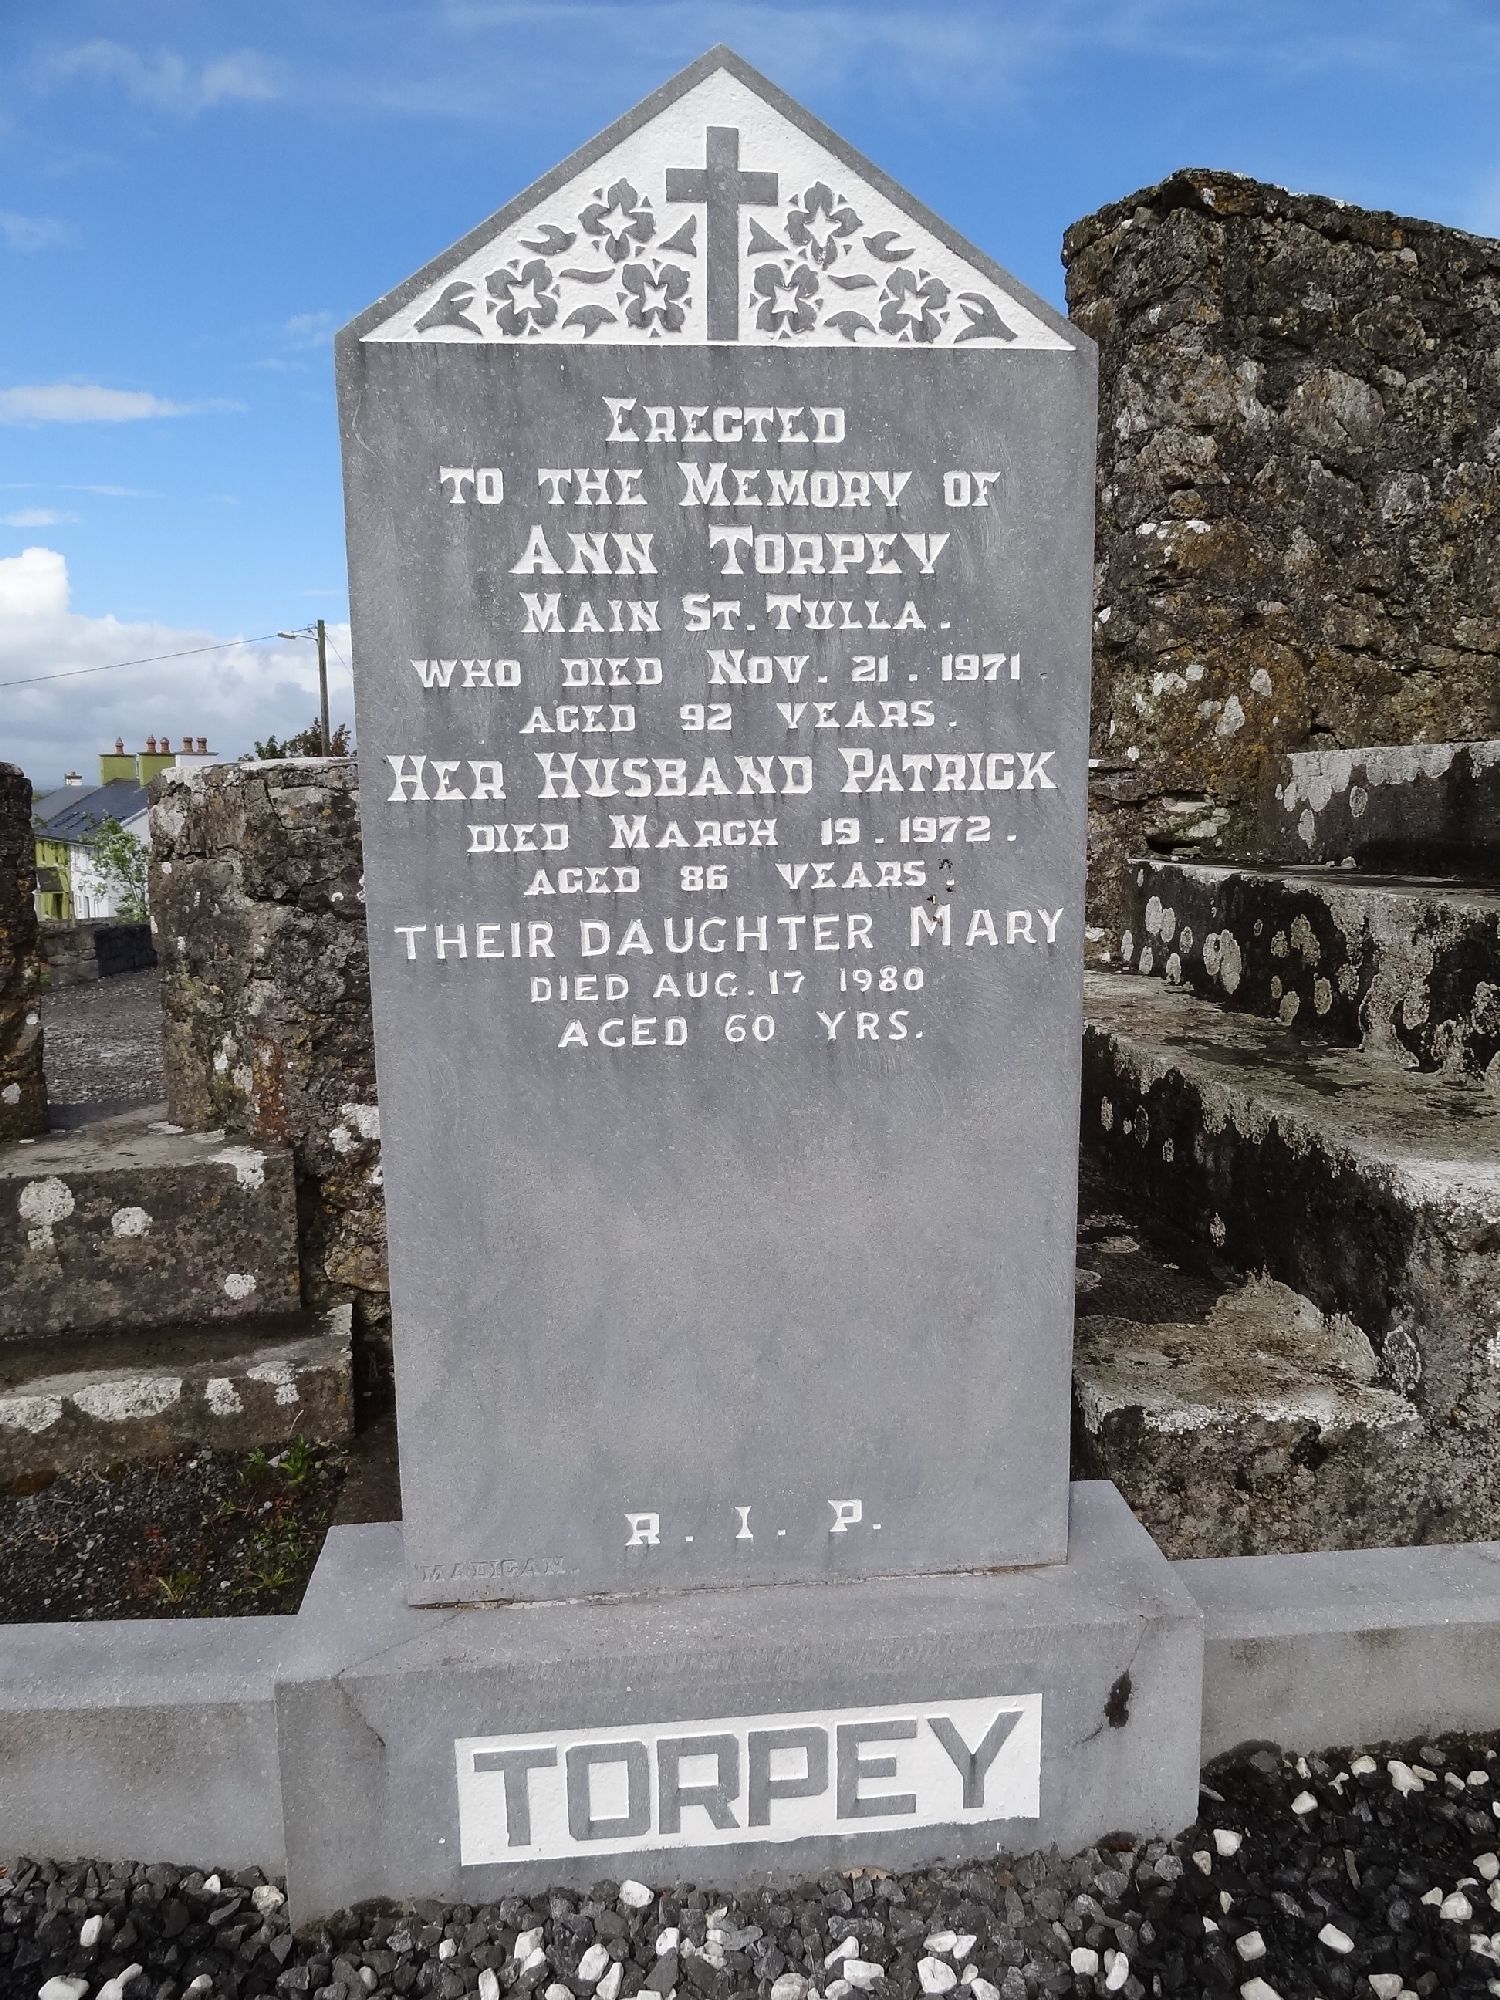 ERECTED
TO THE MEMORY OF
ANN TORPEY
MAIN ST. TULLA.
WHO DIED NOV. 21. 1971.
AGED 92 YEARS.
HER HUSBAND PATRICK
DIED MARCH 19. 1972.
AGED 86 YEARS.
THEIR DAUGHTER MARY
DIED AUG. 17 1980
AGED 60 YRS.
R. I. P.
MADIGAN.
TORPEY